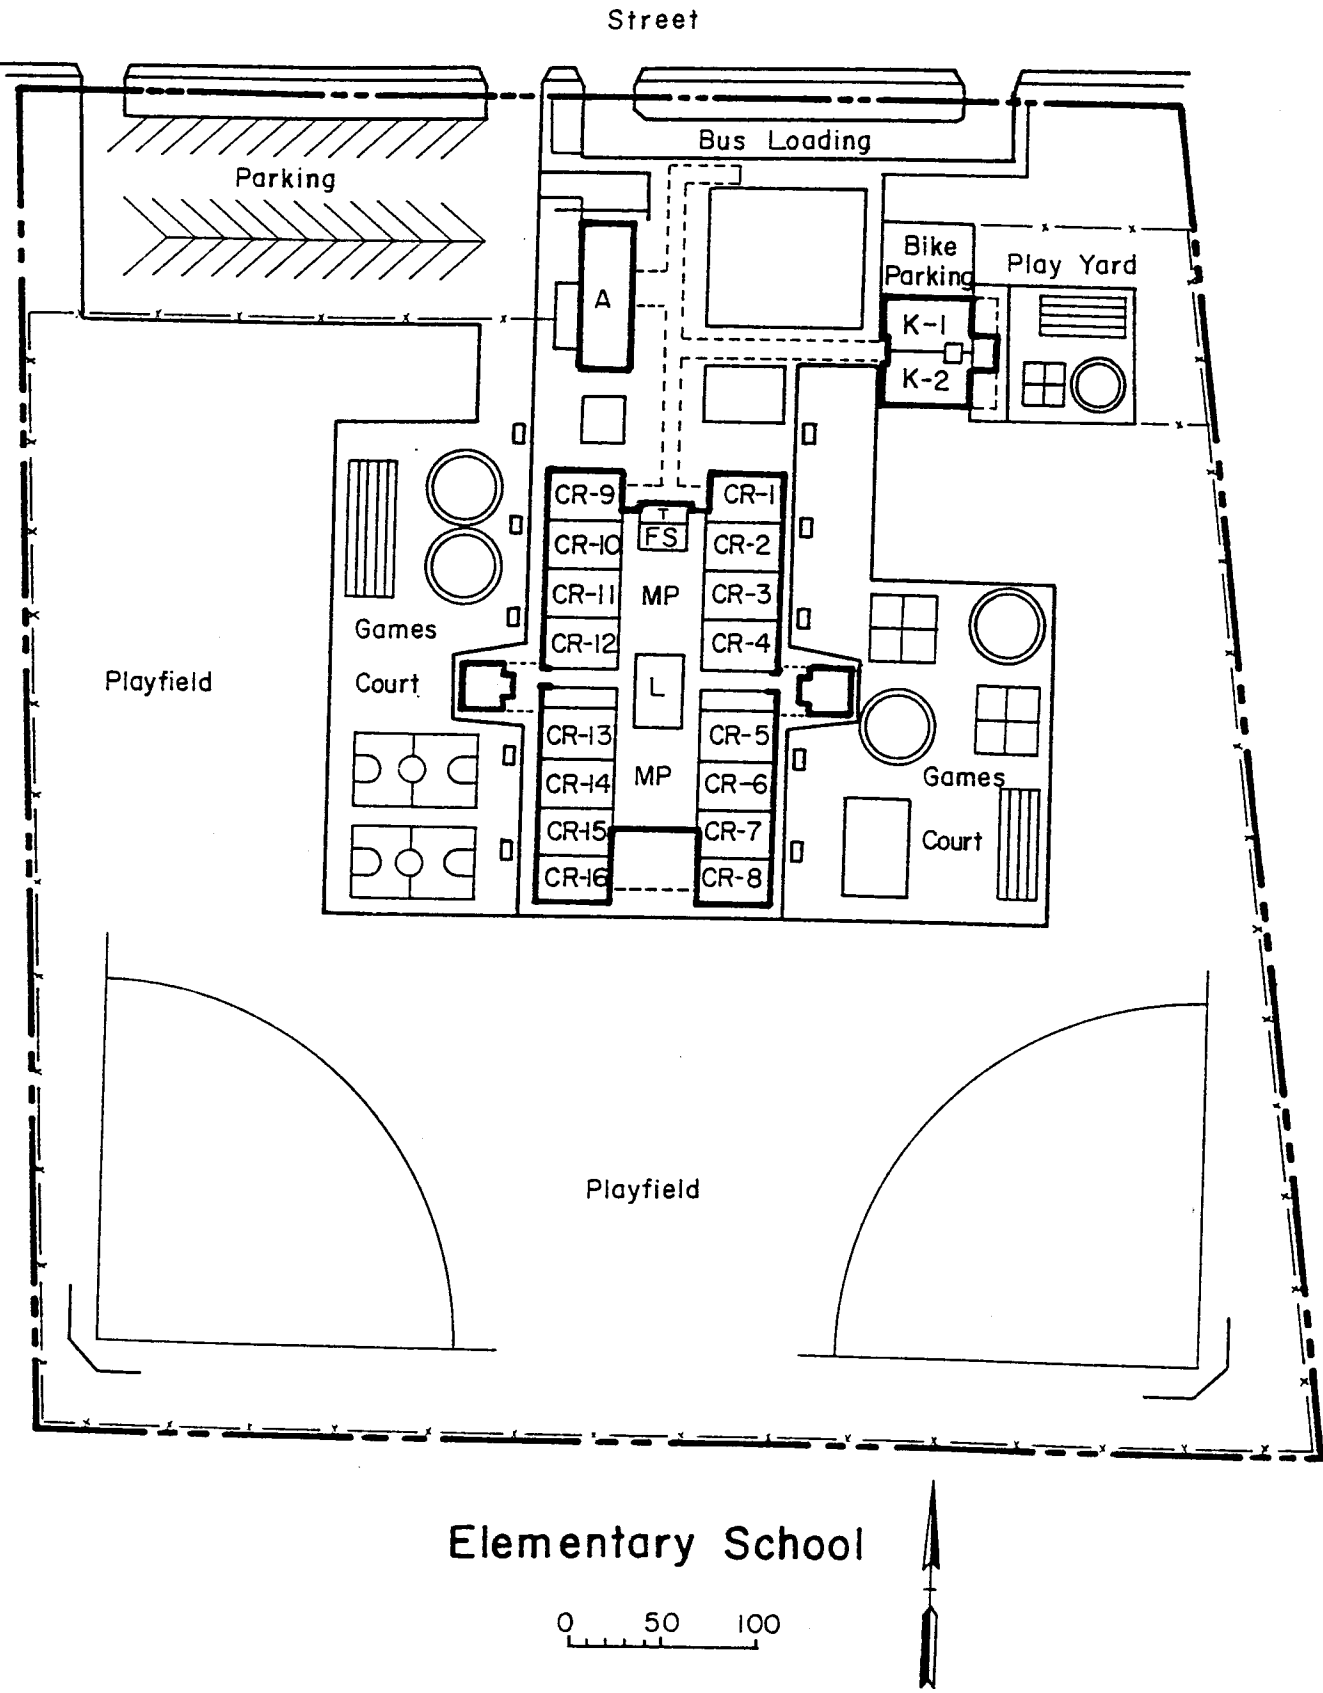 Street
Bus Loading
Parking
Bike
Parking
Play Yard
A
K-1
K-2
CR-9
CR-1
T
FS
CR-10
CR-2
CR-11
MP
CR-3
Games
CR-12
CR-4
Playfield
Court
L
CR-13
CR-5
CR-14
MP
CR-6
Games
CR-15
CR-7
Court
CR-16
CR-8
Playfield
Elementary School
0 50 100